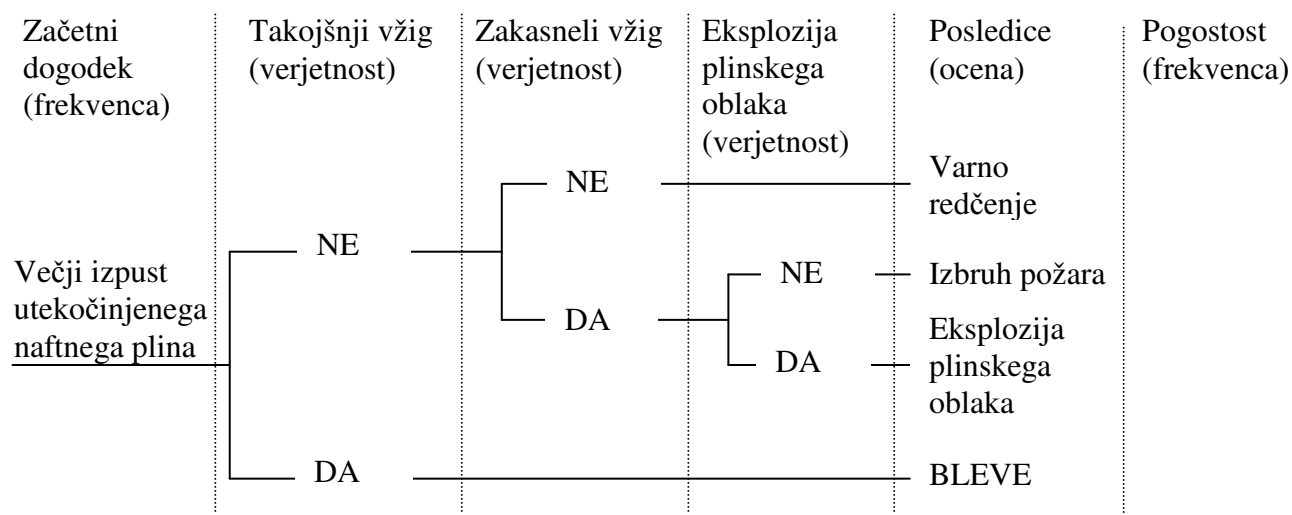 Začetni
dogodek
(frekvenca)
Takojšnji vžig
(verjetnost)
Zakasneli vžig
(verjetnost)
Eksplozija
plinskega
oblaka
(verjetnost)
Posledice
(ocena)
Pogostost
(frekvenca)
NE
Varno
redčenje
NE
Večji izpust
utekočinjenega
naftnega plina
NE
Izbruh požara
DA
DA
Eksplozija
plinskega
oblaka
DA
BLEVE